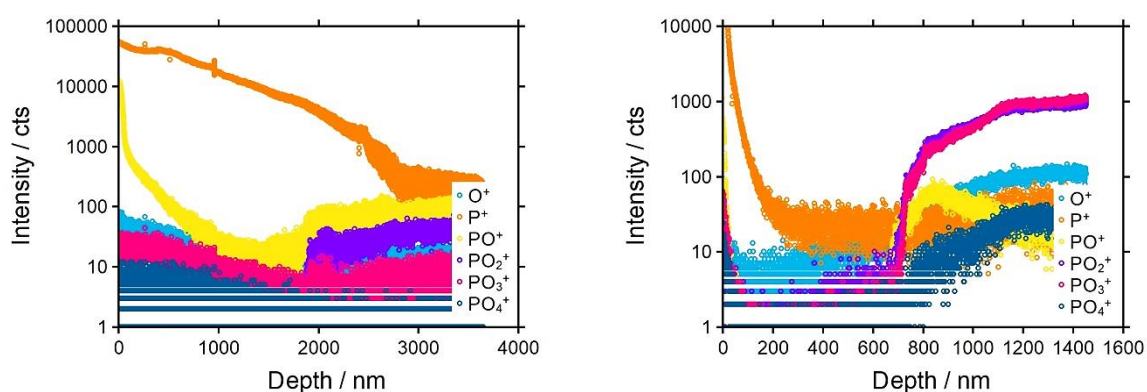 100000
10000
1000
100
10
1
Intensity / cts
0
1000
2000
3000
4000
Depth / nm
O⁺
P⁺
PO⁺
PO₂⁺
PO₃⁺
PO₄⁺
10000
1000
100
10
1
Intensity / cts
0
200
400
600
800
1000
1200
1400
1600
Depth / nm
O⁺
P⁺
PO⁺
PO₂⁺
PO₃⁺
PO₄⁺